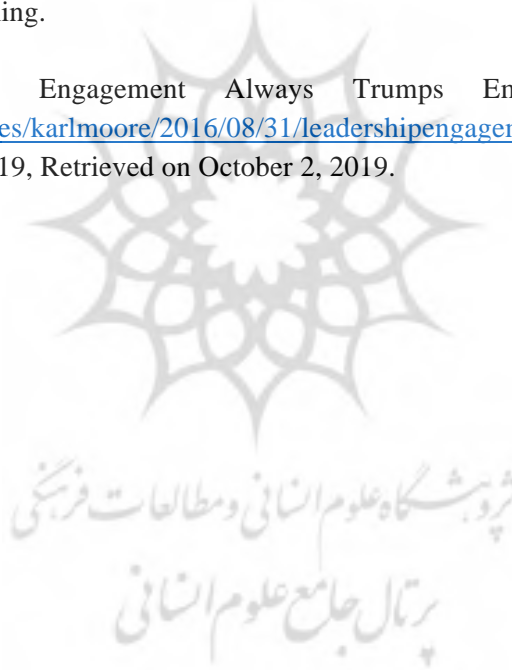 ing.
Engagement Always Trumps En
es/karlmoore/2016/08/31/leadershipengagem
19, Retrieved on October 2, 2019.
پژوهشگاه علوم انسانی و مطالعات فرهنگی
پرتال جامع علوم انسانی